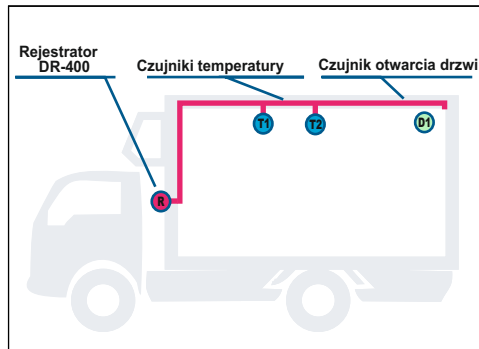 Rejestrator
DR-400
Czujniki temperatury
Czujnik otwarcia drzwi
T1
T2
D1
R